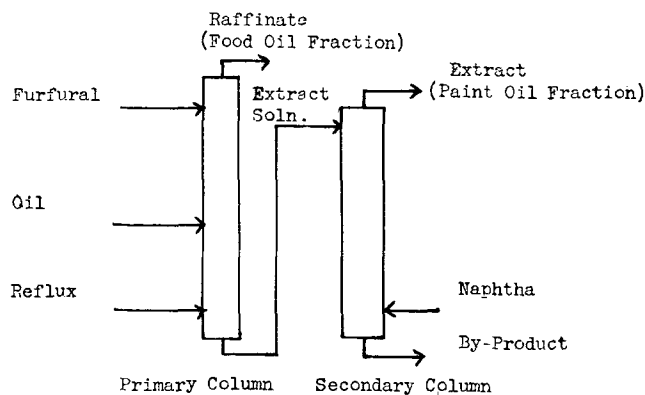 Raffinate
(Food Oil Fraction)
Furfural
Extract
Soln.
Extract
(Paint Oil Fraction)
Oil
Reflux
Naphtha
By-Product
Primary Column
Secondary Column